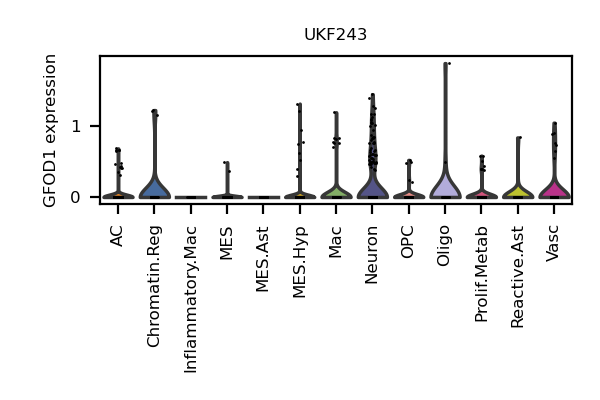 UKF243
GFOD1 expression
1
0
AC
Chromatin.Reg
Inflammatory.Mac
MES
MES.Ast
MES.Hyp
Mac
Neuron
OPC
Oligo
Prolif.Metab
Reactive.Ast
Vasc